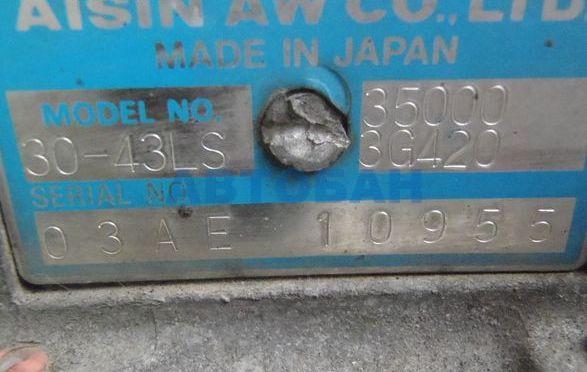 AISIN AW CO., LTD
MADE IN JAPAN
MODEL NO. 35000
30-43LS 3G420
SERIAL NO
АВТОБАН
03AE 10955